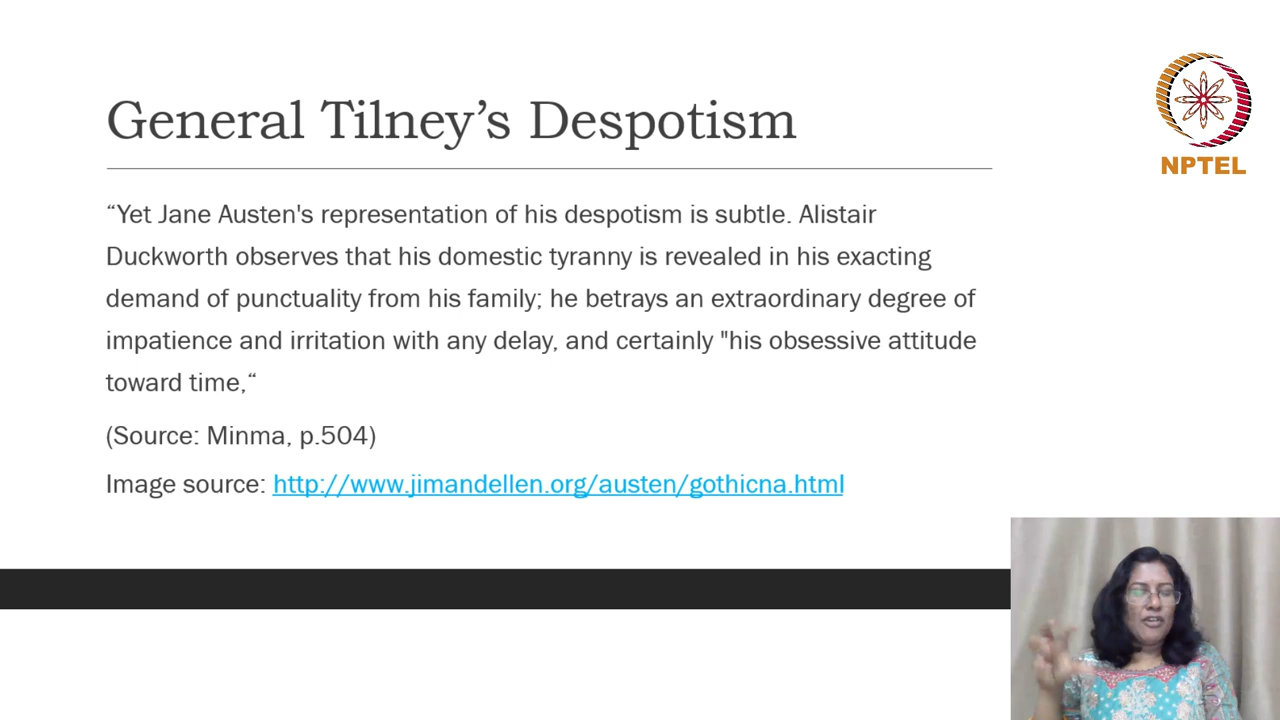 General Tilney’s Despotism
NPTEL
“Yet Jane Austen's representation of his despotism is subtle. Alistair
Duckworth observes that his domestic tyranny is revealed in his exacting
demand of punctuality from his family; he betrays an extraordinary degree of
impatience and irritation with any delay, and certainly "his obsessive attitude
toward time,“
(Source: Minma, p.504)
Image source: http://www.jimandellen.org/austen/gothicna.html